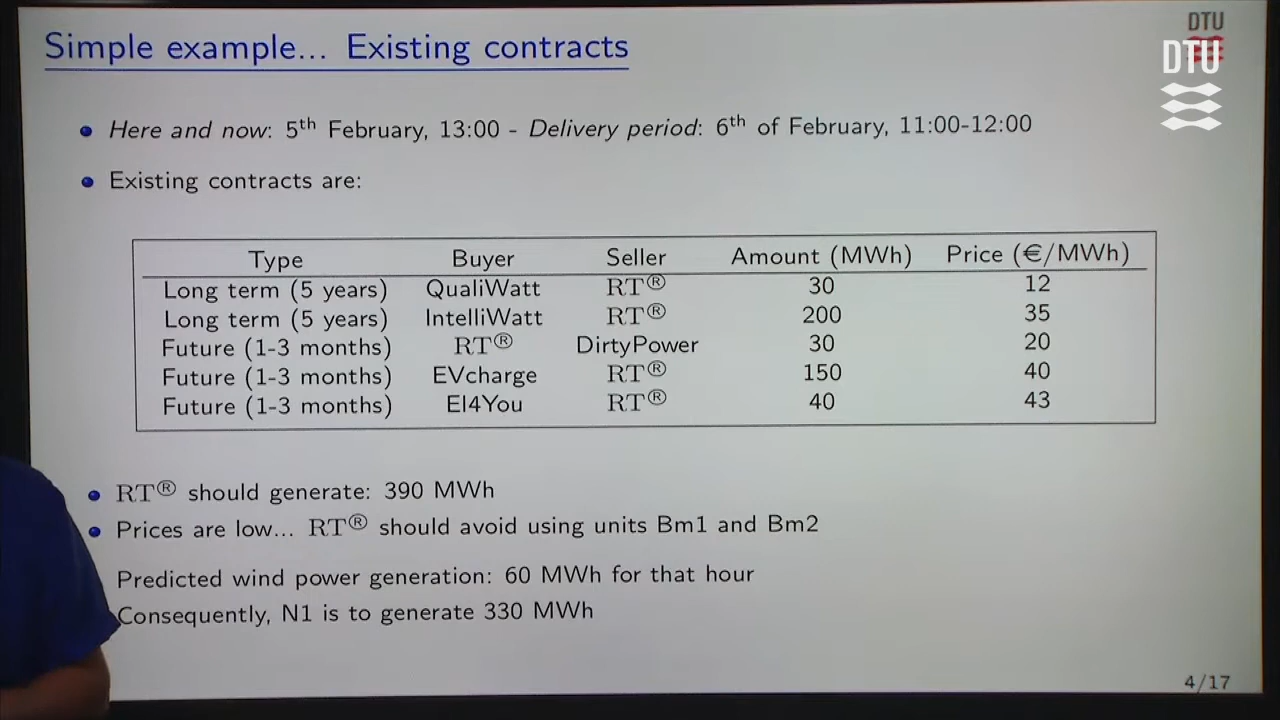 Simple example... Existing contracts
DTU
DTU
Here and now: 5th February, 13:00 - Delivery period: 6th of February, 11:00-12:00
Existing contracts are:
Type Buyer Seller Amount (MWh) Price (€/MWh)
Long term (5 years) QualiWatt RT® 30 12
Long term (5 years) IntelliWatt RT® 200 35
Future (1-3 months) RT® DirtyPower 30 20
Future (1-3 months) EVcharge RT® 150 40
Future (1-3 months) El4You RT® 40 43
RT® should generate: 390 MWh
Prices are low... RT® should avoid using units Bm1 and Bm2
Predicted wind power generation: 60 MWh for that hour
Consequently, N1 is to generate 330 MWh
4/17